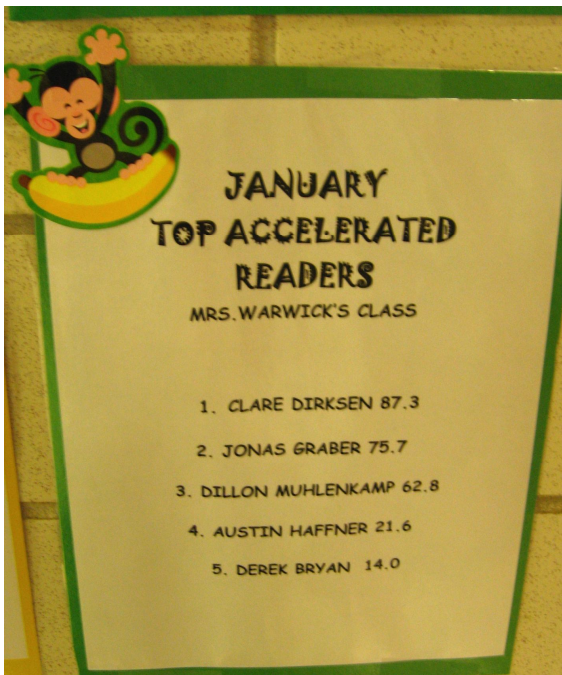 JANUARY
TOP ACCELERATED
READERS
MRS.WARWICK'S CLASS
1. CLARE DIRKSEN 87.3
2. JONAS GRABER 75.7
3. DILLON MUHLENKAMP 62.8
4. AUSTIN HAFFNER 21.6
5. DEREK BRYAN 14.0